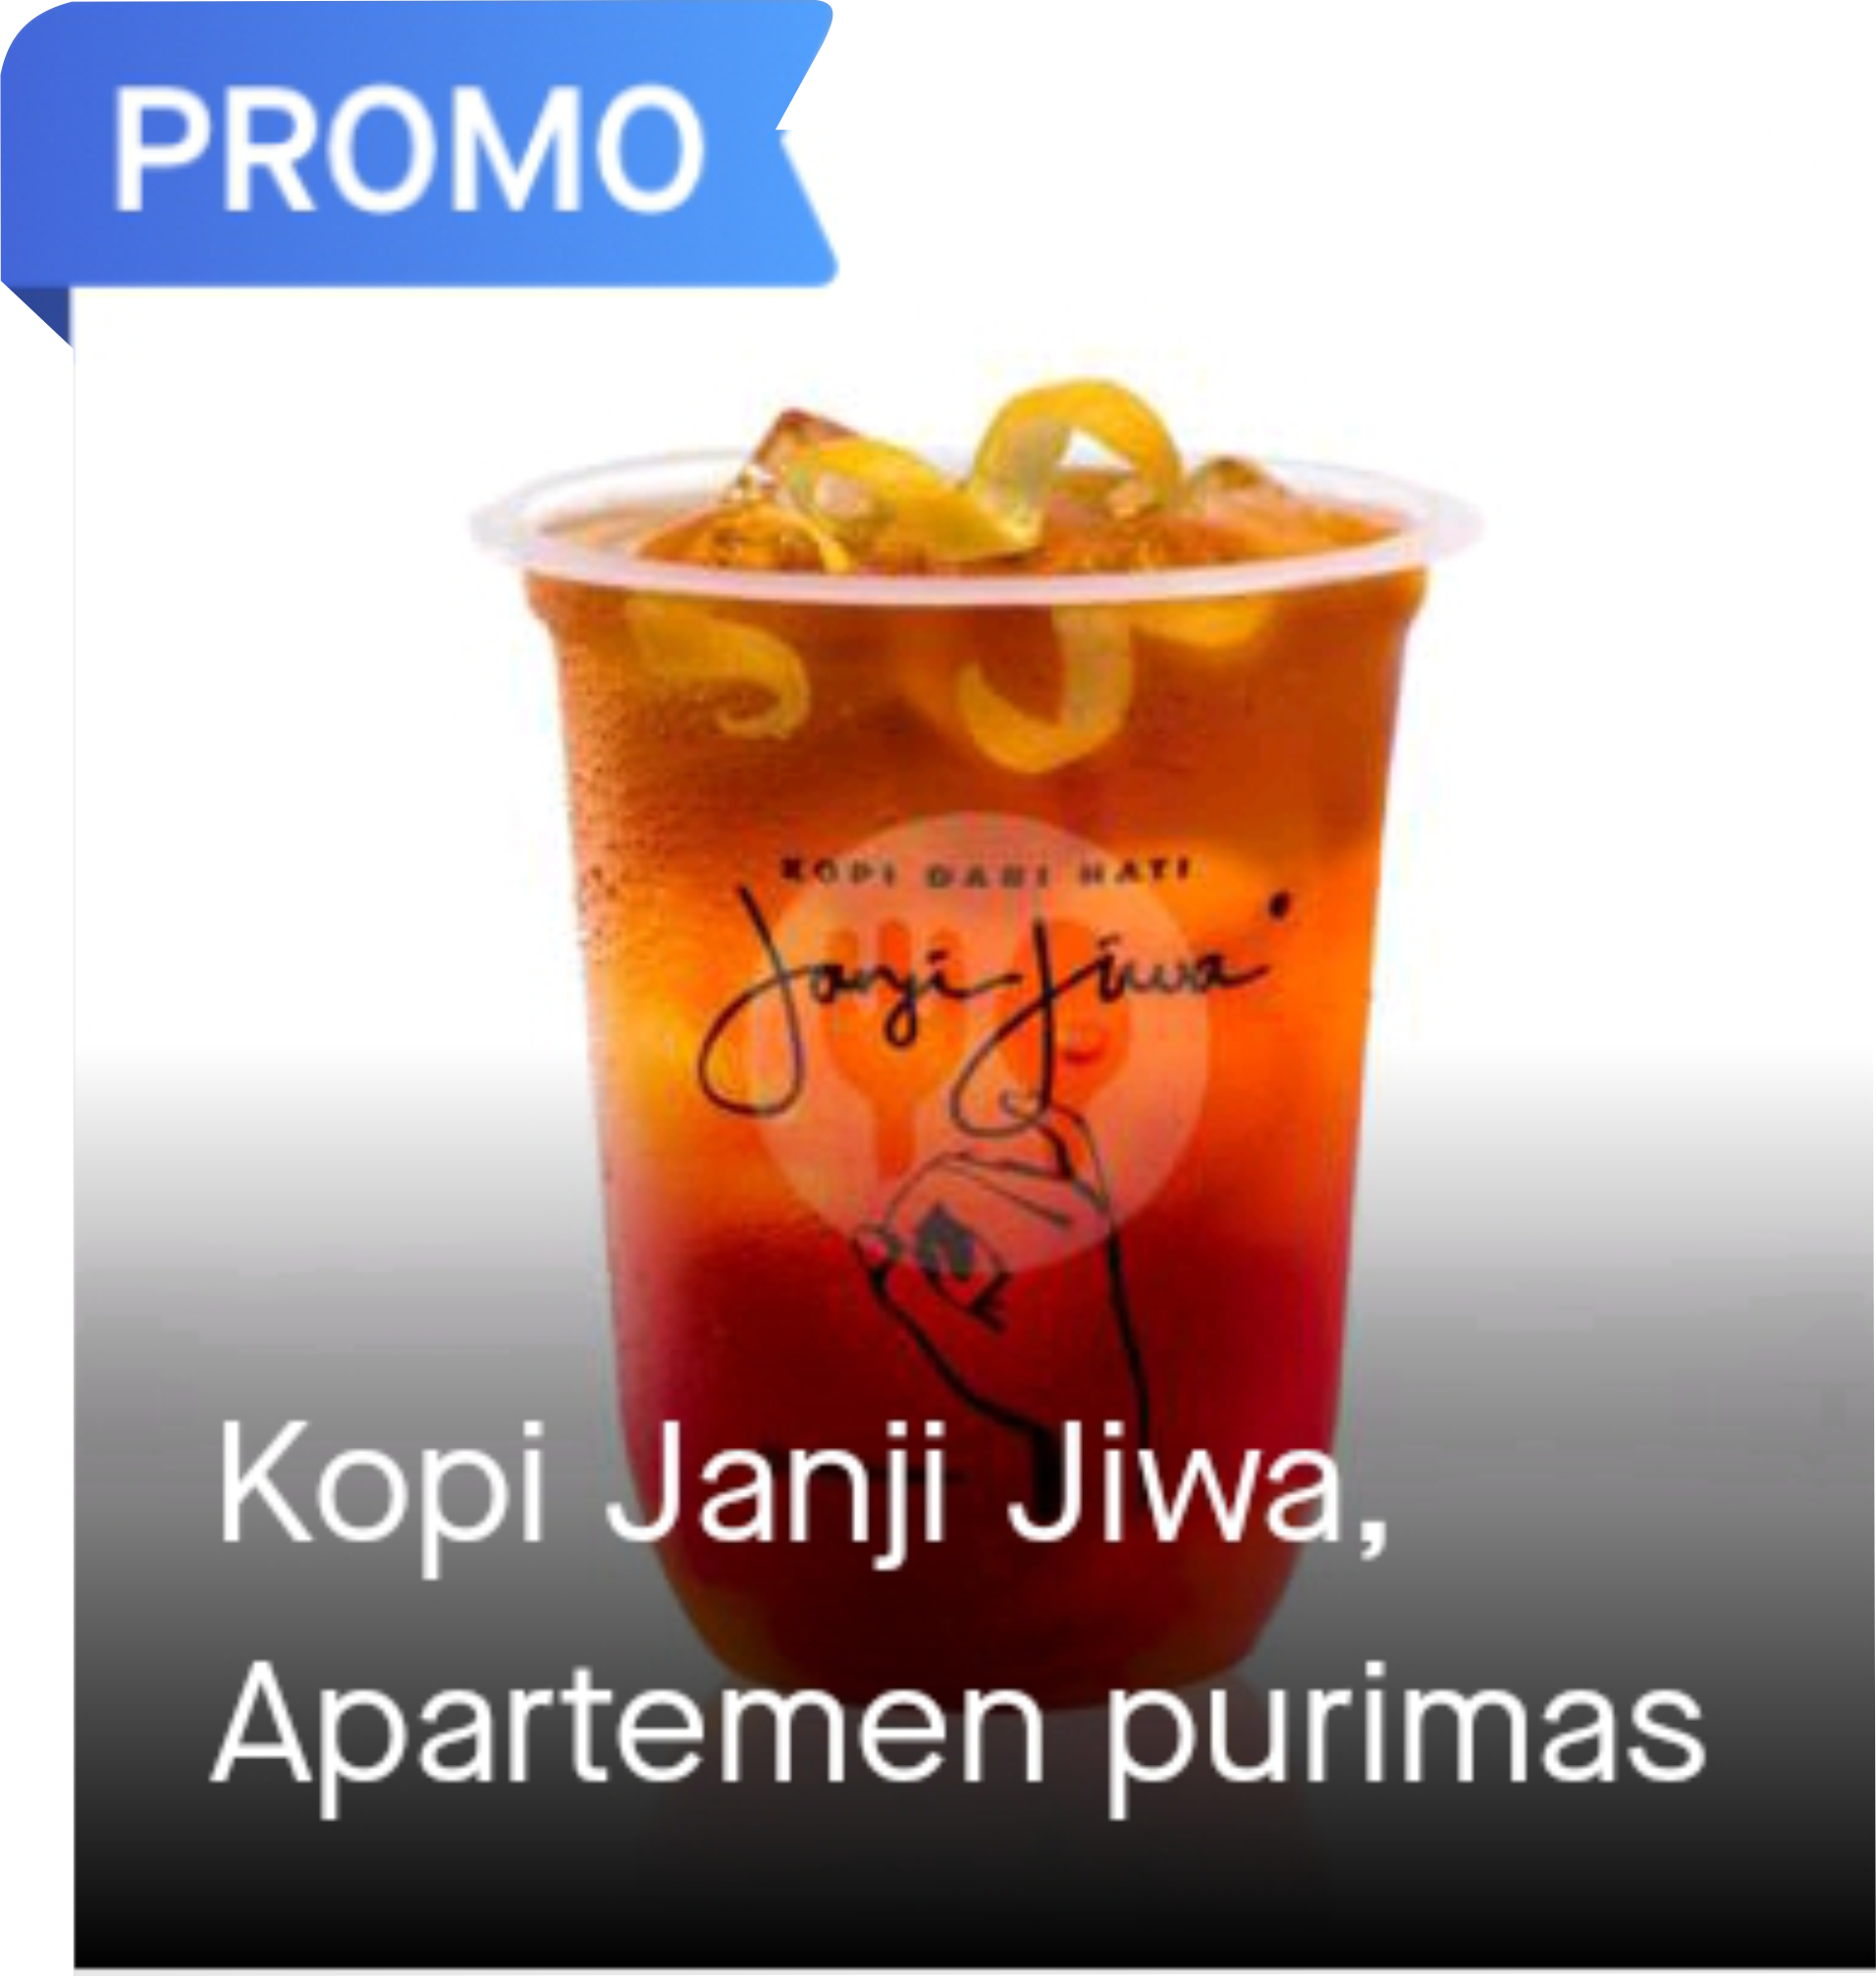 PROMO
KOPI DARI HATI
Janji Jiwa
Kopi Janji Jiwa,
Apartemen purimas